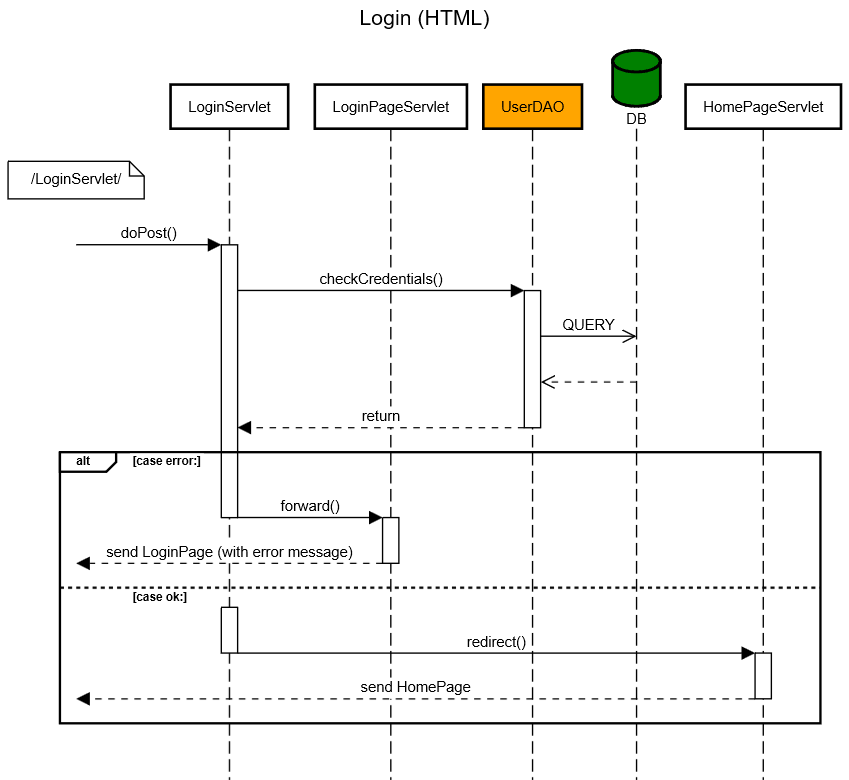 Login (HTML)
LoginServlet
LoginPageServlet
UserDAO
DB
HomePageServlet
/LoginServlet/
doPost()
checkCredentials()
QUERY
return
alt
[case error:]
forward()
send LoginPage (with error message)
[case ok:]
redirect()
send HomePage